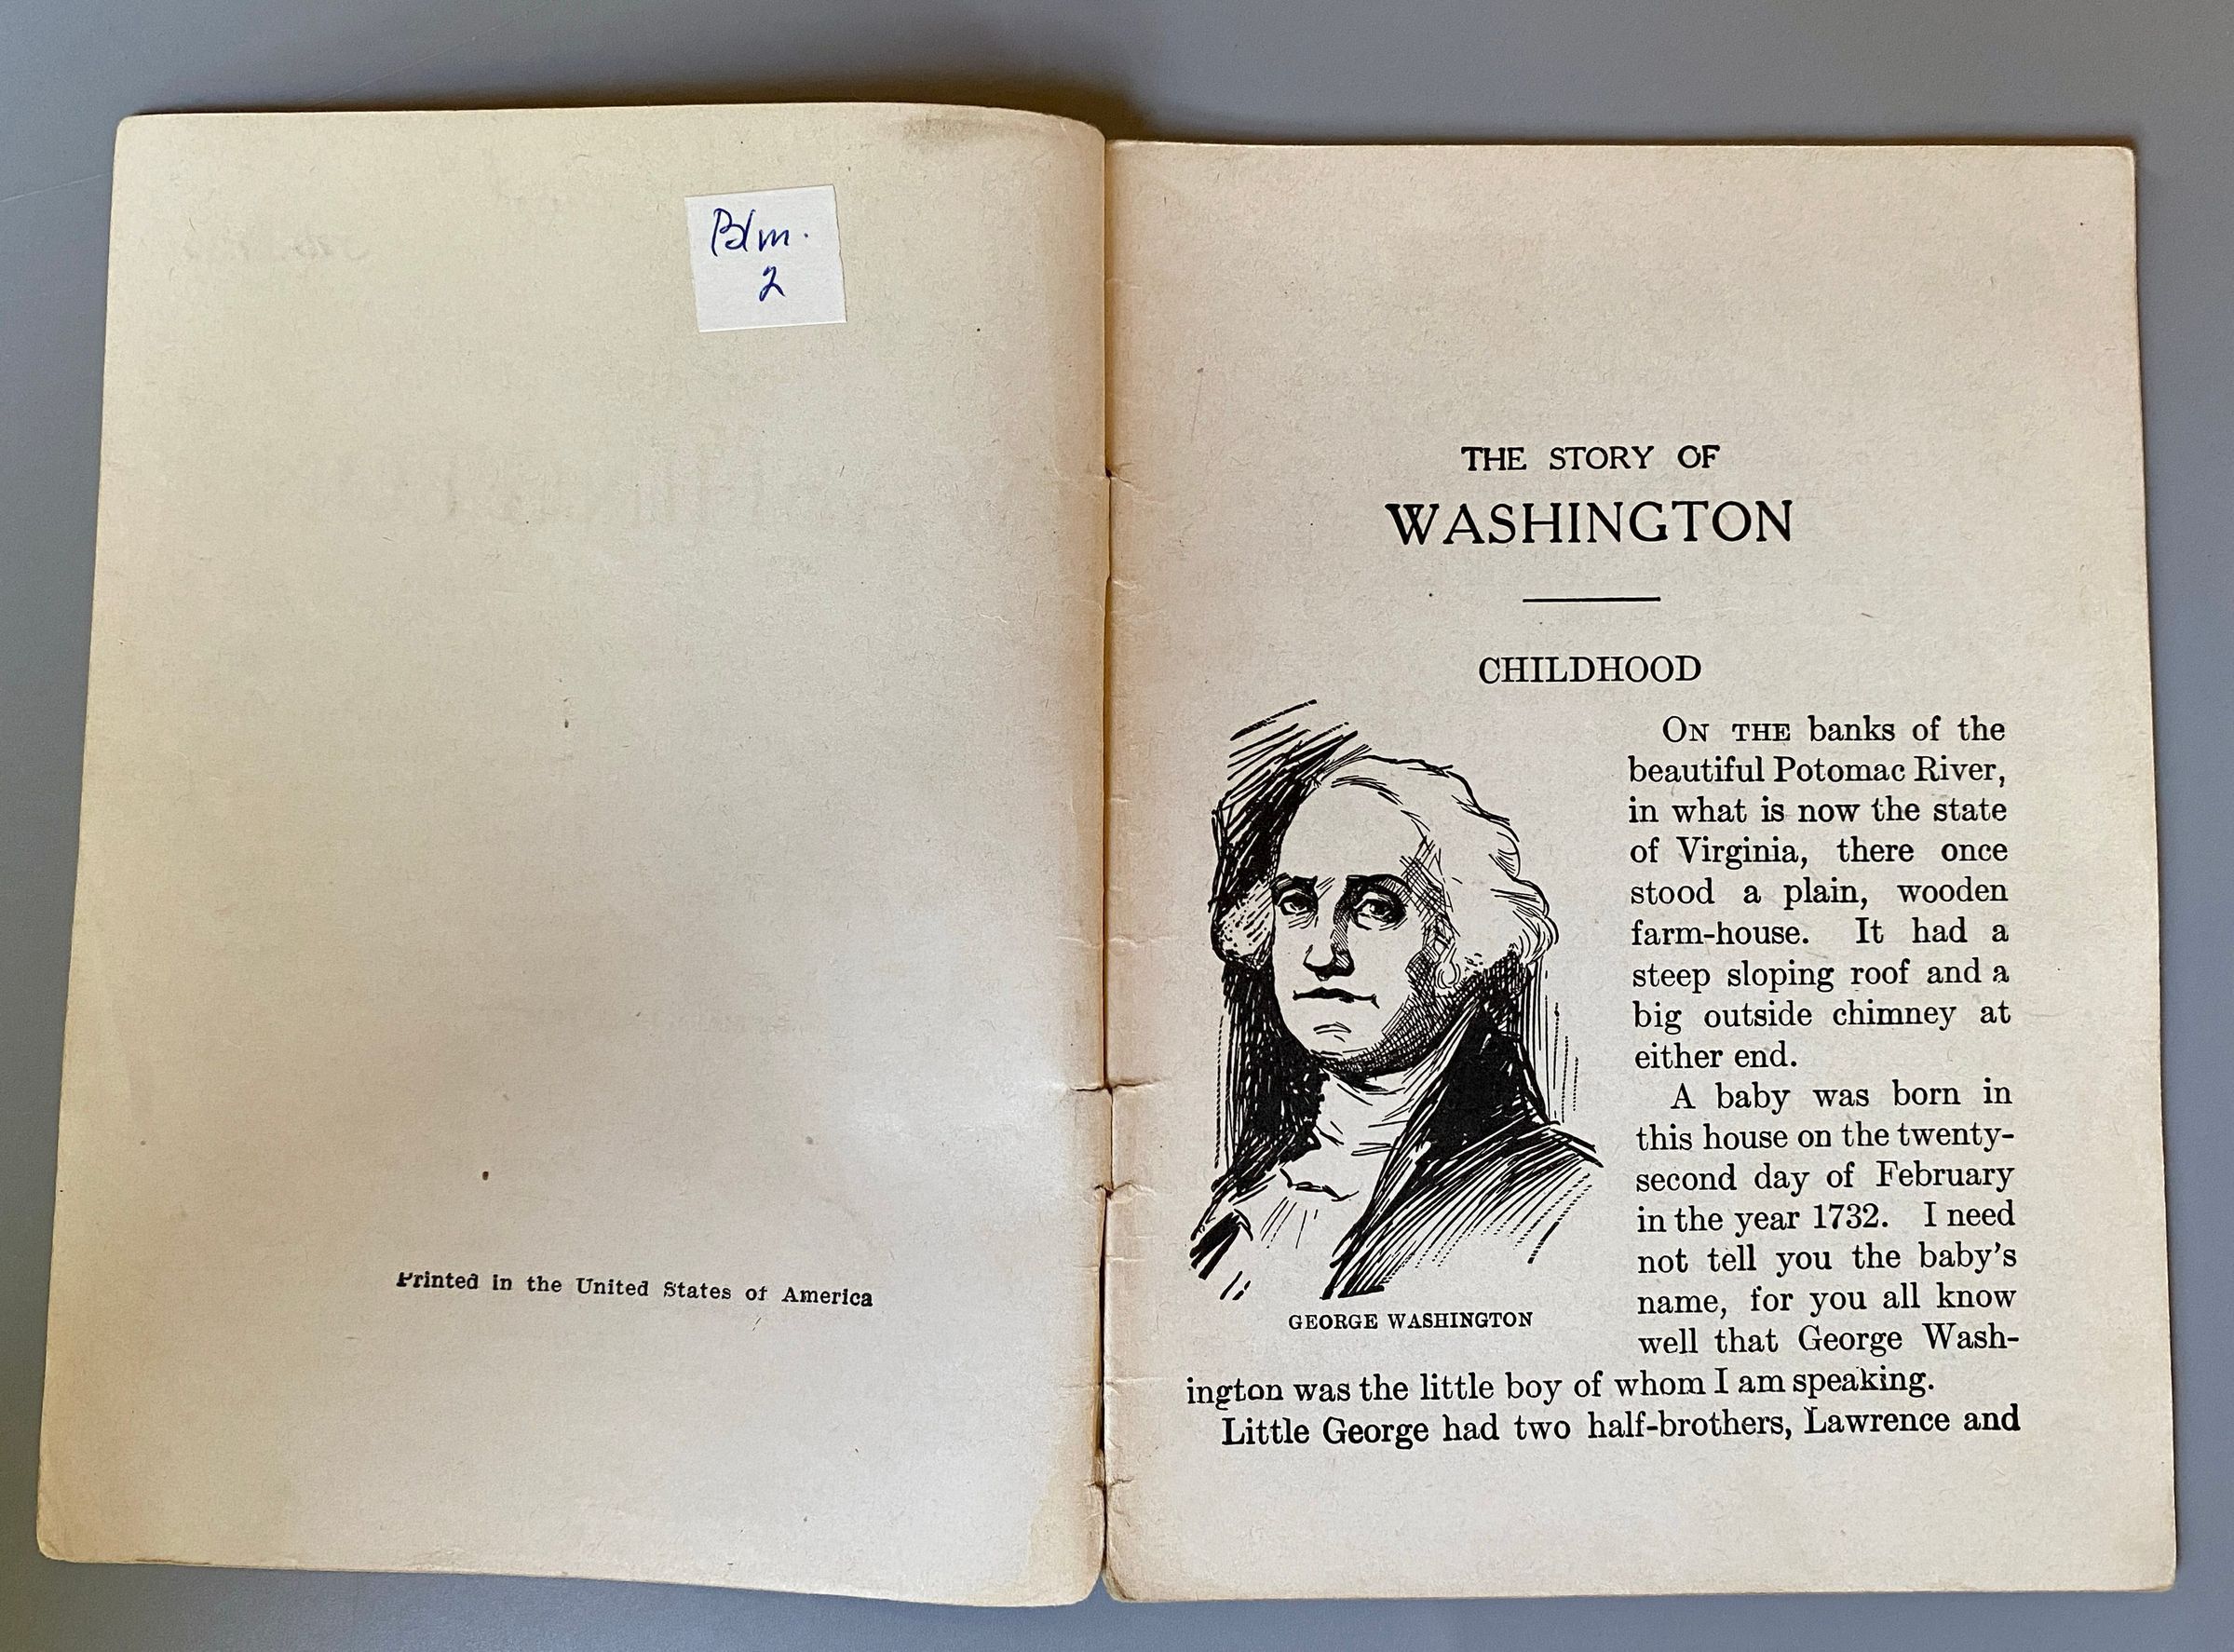 Blm.
2
Printed in the United States of America
THE STORY OF
WASHINGTON
CHILDHOOD
ON THE banks of the
beautiful Potomac River,
in what is now the state
of Virginia, there once
stood a plain, wooden
farm-house. It had a
steep sloping roof and a
big outside chimney at
either end.
A baby was born in
this house on the twenty-
second day of February
in the year 1732. I need
not tell you the baby's
name, for you all know
well that George Wash-
GEORGE WASHINGTON
ington was the little boy of whom I am speaking.
Little George had two half-brothers, Lawrence and